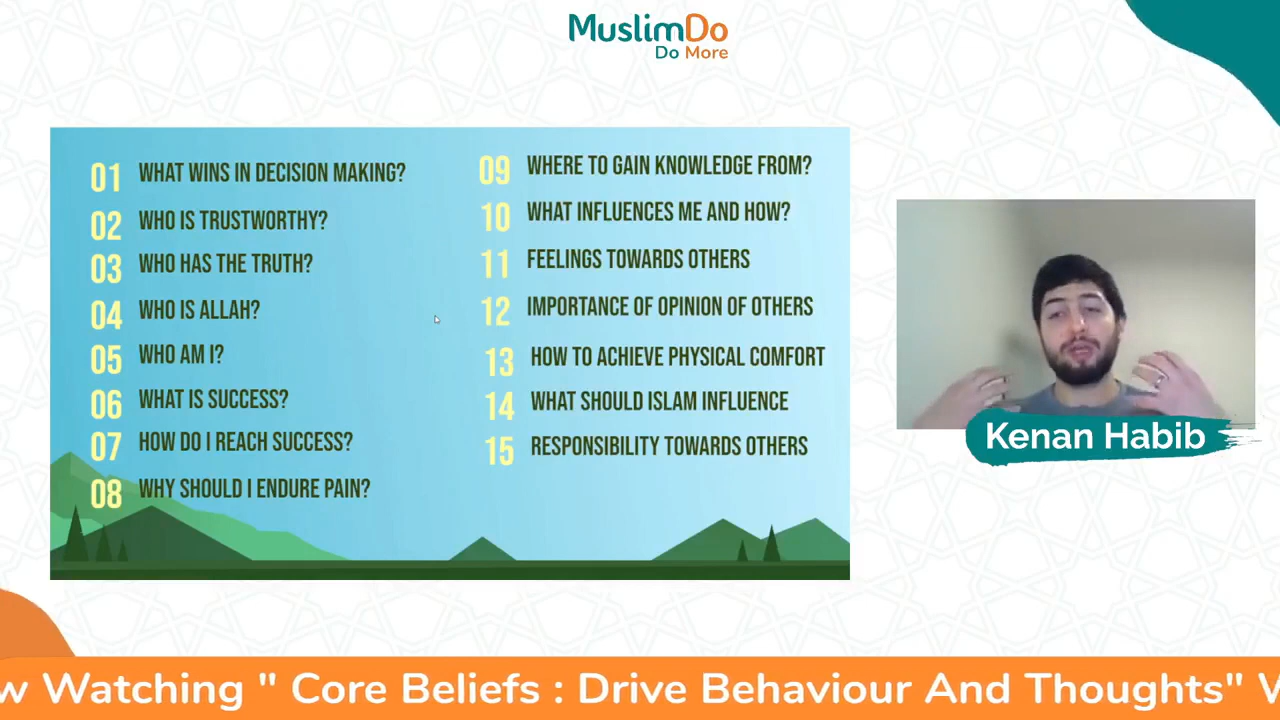 MuslimDo
Do More
01 WHAT WINS IN DECISION MAKING?
02 WHO IS TRUSTWORTHY?
03 WHO HAS THE TRUTH?
04 WHO IS ALLAH?
05 WHO AM I?
06 WHAT IS SUCCESS?
07 HOW DO I REACH SUCCESS?
08 WHY SHOULD I ENDURE PAIN?
09 WHERE TO GAIN KNOWLEDGE FROM?
10 WHAT INFLUENCES ME AND HOW?
11 FEELINGS TOWARDS OTHERS
12 IMPORTANCE OF OPINION OF OTHERS
13 HOW TO ACHIEVE PHYSICAL COMFORT
14 WHAT SHOULD ISLAM INFLUENCE
15 RESPONSIBILITY TOWARDS OTHERS
Kenan Habib
w Watching " Core Beliefs : Drive Behaviour And Thoughts" W